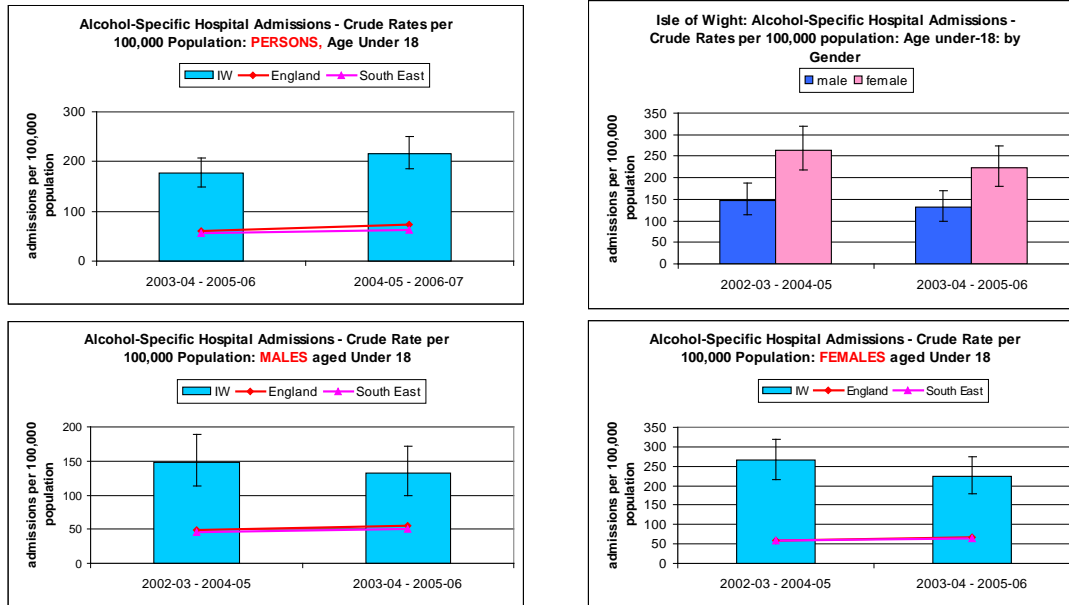 Alcohol-Specific Hospital Admissions - Crude Rates per
100,000 Population: PERSONS, Age Under 18
IW England South East
admissions per 100,000
population
300
200
100
0
2003-04 - 2005-06 2004-05 - 2006-07
Isle of Wight: Alcohol-Specific Hospital Admissions -
Crude Rates per 100,000 population: Age under-18: by
Gender
male female
admissions per 100,000
population
350
300
250
200
150
100
50
0
2002-03 - 2004-05 2003-04 - 2005-06
Alcohol-Specific Hospital Admissions - Crude Rate per
100,000 Population: MALES aged Under 18
IW England South East
admissions per 100,000
population
200
150
100
50
0
2002-03 - 2004-05 2003-04 - 2005-06
Alcohol-Specific Hospital Admissions - Crude Rate per
100,000 Population: FEMALES aged Under 18
IW England South East
admissions per 100,000
population
350
300
250
200
150
100
50
0
2002-03 - 2004-05 2003-04 - 2005-06